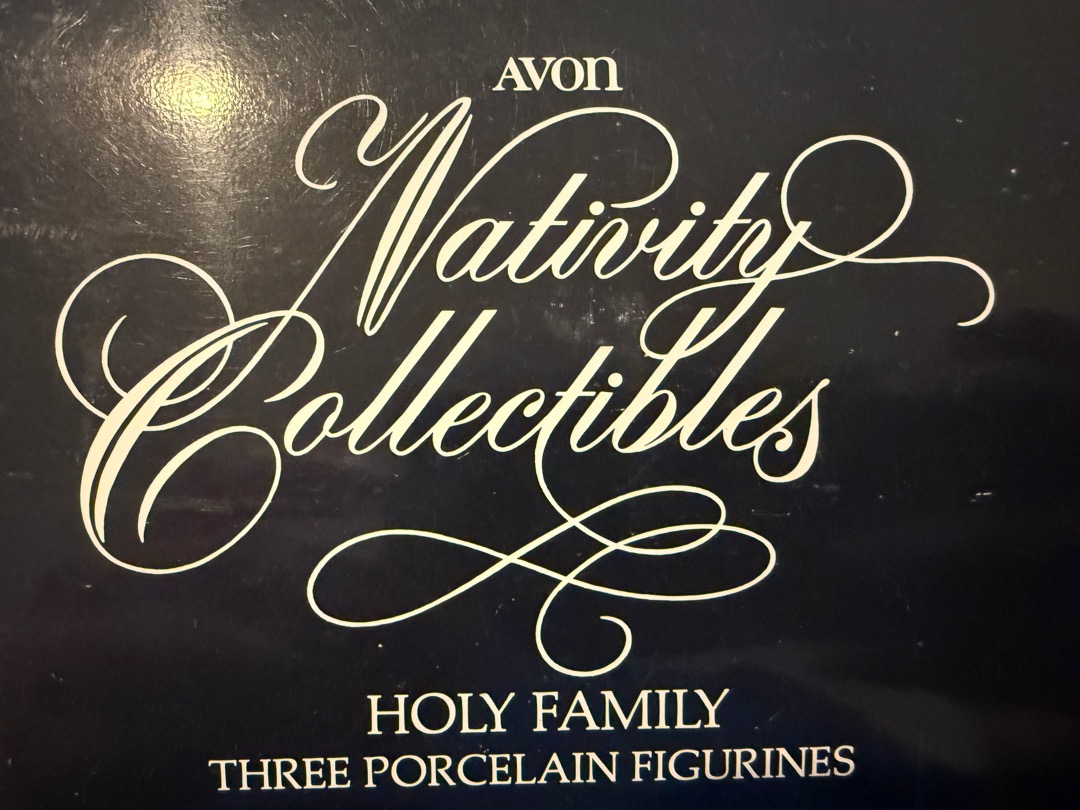 AVON
Nativity
Collectibles
HOLY FAMILY
THREE PORCELAIN FIGURINES